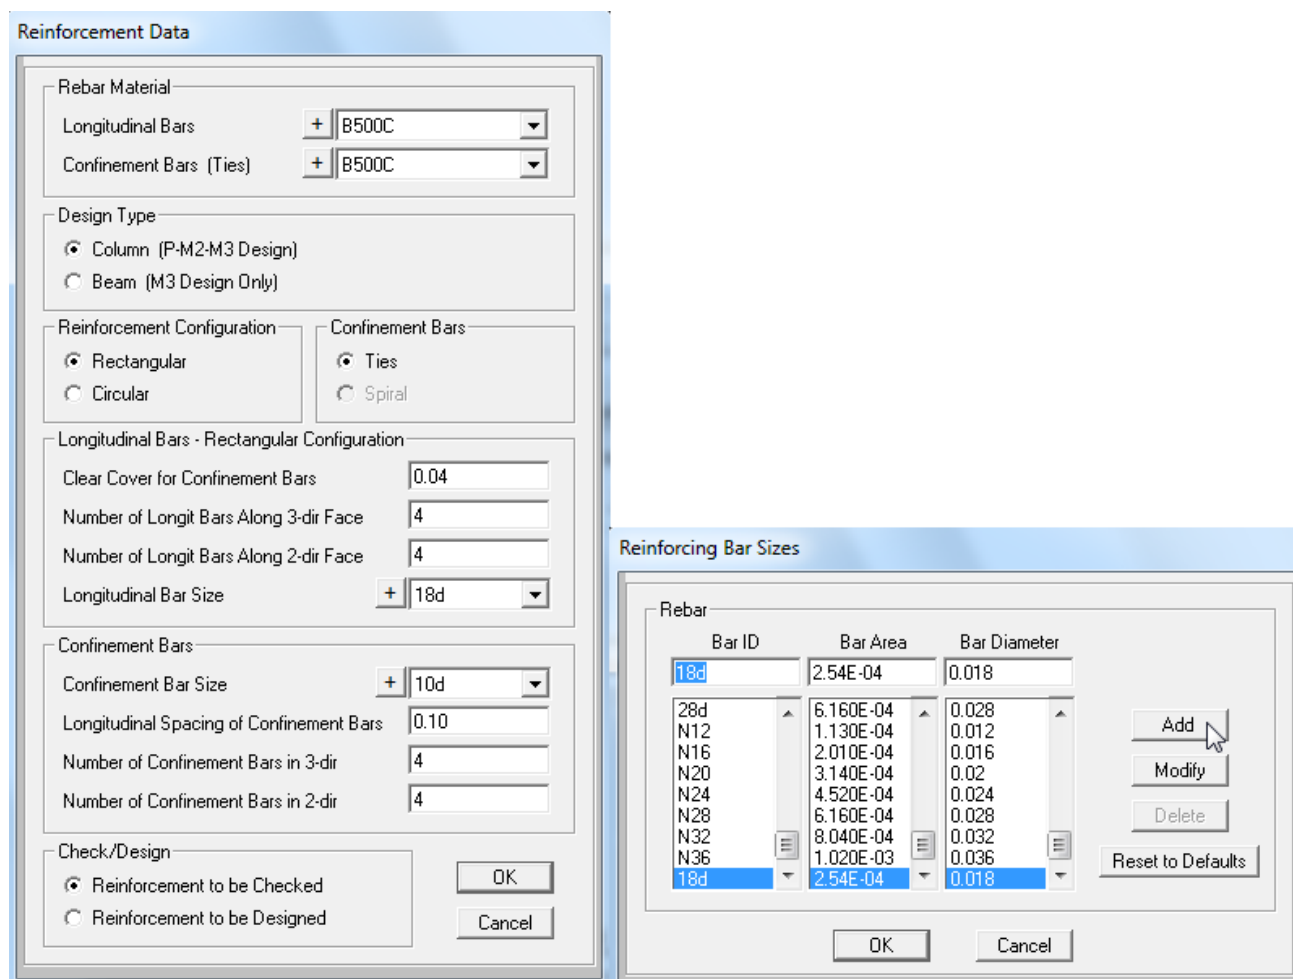 Reinforcement Data
Rebar Material
Longitudinal Bars + B500C
Confinement Bars (Ties) + B500C
Design Type
Column (P-M2-M3 Design)
Beam (M3 Design Only)
Reinforcement Configuration
Rectangular
Circular
Confinement Bars
Ties
Spiral
Longitudinal Bars - Rectangular Configuration
Clear Cover for Confinement Bars 0.04
Number of Longit Bars Along 3-dir Face 4
Number of Longit Bars Along 2-dir Face 4
Longitudinal Bar Size + 18d
Confinement Bars
Confinement Bar Size + 10d
Longitudinal Spacing of Confinement Bars 0.10
Number of Confinement Bars in 3-dir 4
Number of Confinement Bars in 2-dir 4
Check/Design
Reinforcement to be Checked
Reinforcement to be Designed
OK
Cancel
Reinforcing Bar Sizes
Rebar
Bar ID Bar Area Bar Diameter
18d 2.54E-04 0.018
28d 6.160E-04 0.028
N12 1.130E-04 0.012
N16 2.010E-04 0.016
N20 3.140E-04 0.02
N24 4.520E-04 0.024
N28 6.160E-04 0.028
N32 8.040E-04 0.032
N36 1.020E-03 0.036
18d 2.54E-04 0.018
Add
Modify
Delete
Reset to Defaults
OK Cancel